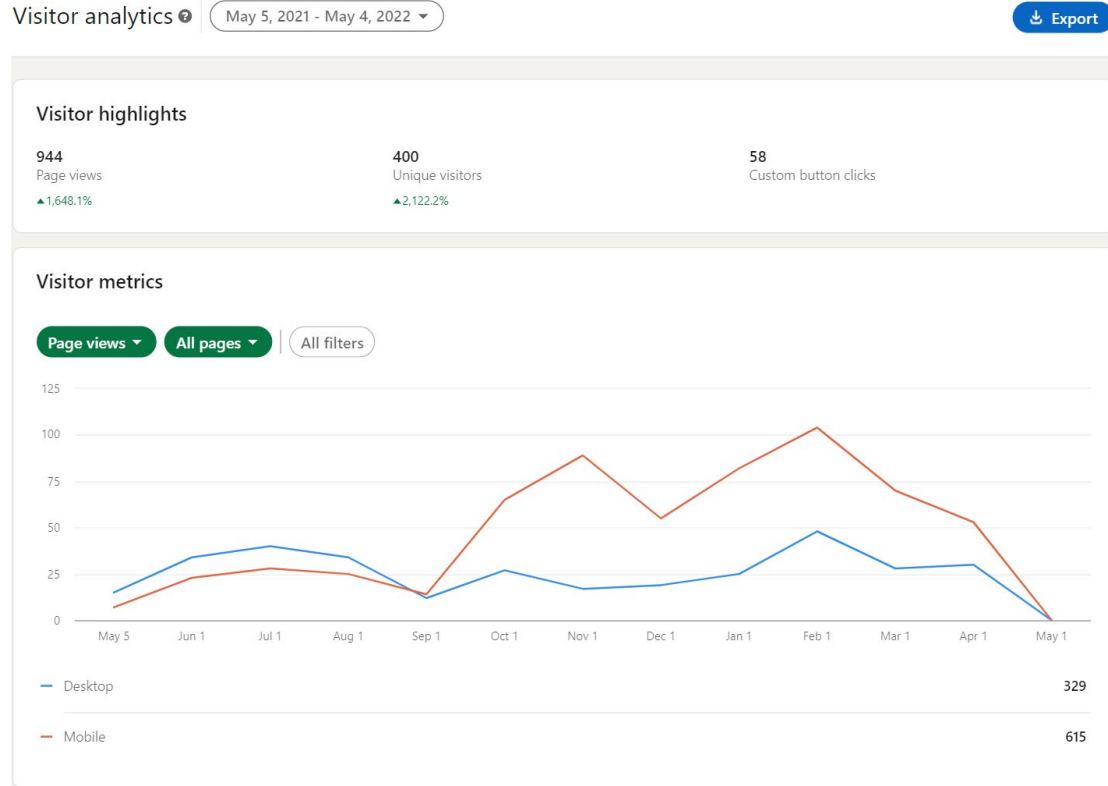 Visitor analytics ? May 5, 2021 - May 4, 2022 Export
Visitor highlights
944 400 58
Page views Unique visitors Custom button clicks
▲1,648.1% ▲2,122.2%
Visitor metrics
Page views All pages All filters
125
100
75
50
25
0
May 5 Jun 1 Jul 1 Aug 1 Sep 1 Oct 1 Nov 1 Dec 1 Jan 1 Feb 1 Mar 1 Apr 1 May 1
Desktop 329
Mobile 615